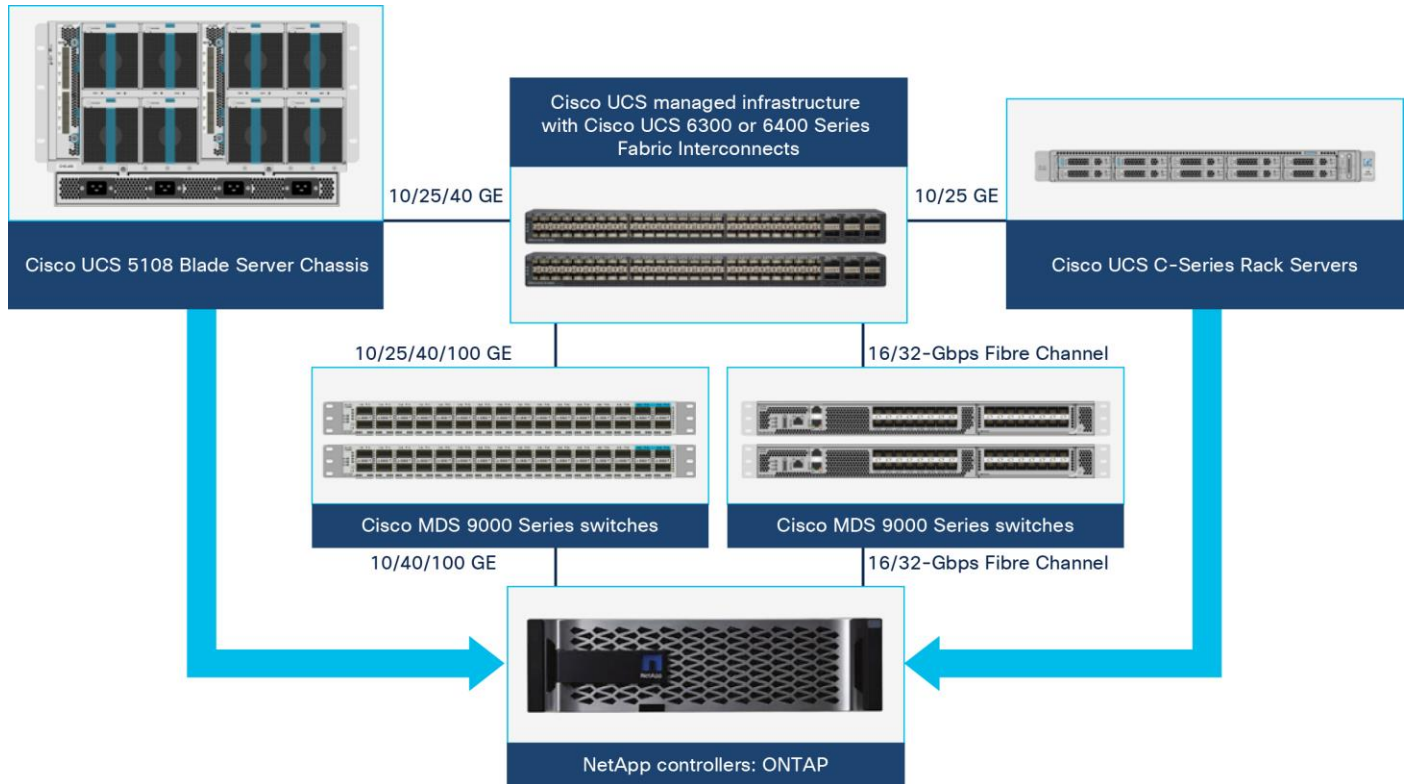 Cisco UCS managed infrastructure
with Cisco UCS 6300 or 6400 Series
Fabric Interconnects
10/25/40 GE
10/25 GE
Cisco UCS 5108 Blade Server Chassis
Cisco UCS C-Series Rack Servers
10/25/40/100 GE
16/32-Gbps Fibre Channel
Cisco MDS 9000 Series switches
Cisco MDS 9000 Series switches
10/40/100 GE
16/32-Gbps Fibre Channel
NetApp
NetApp controllers: ONTAP